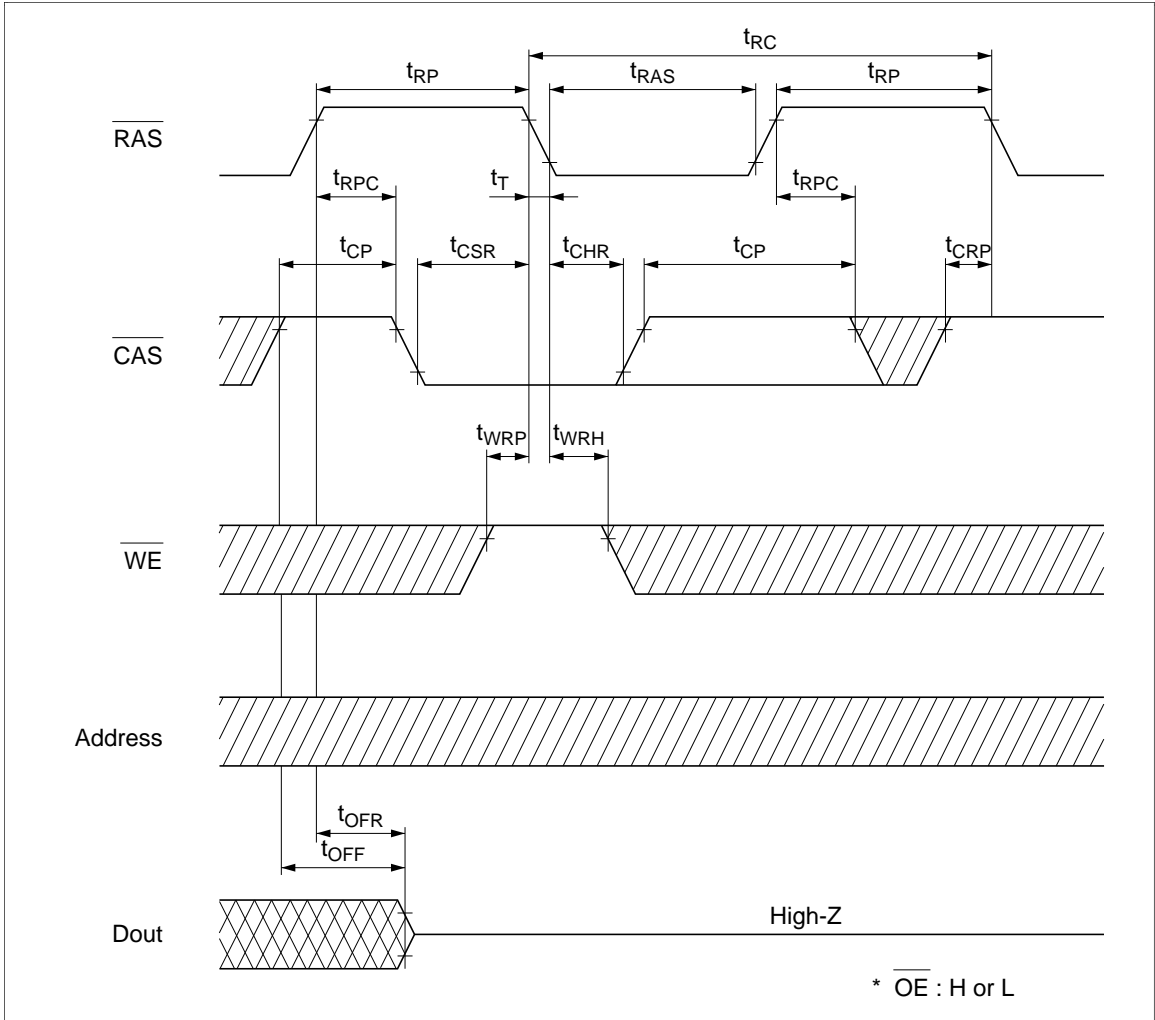 tRC
tRP tRAS tRP
RAS
tRPC tT tRPC
tCP tCSR tCHR tCP tCRP
CAS
tWRP tWRH
WE
Address
tOFR
tOFF
High-Z
Dout
* OE : H or L